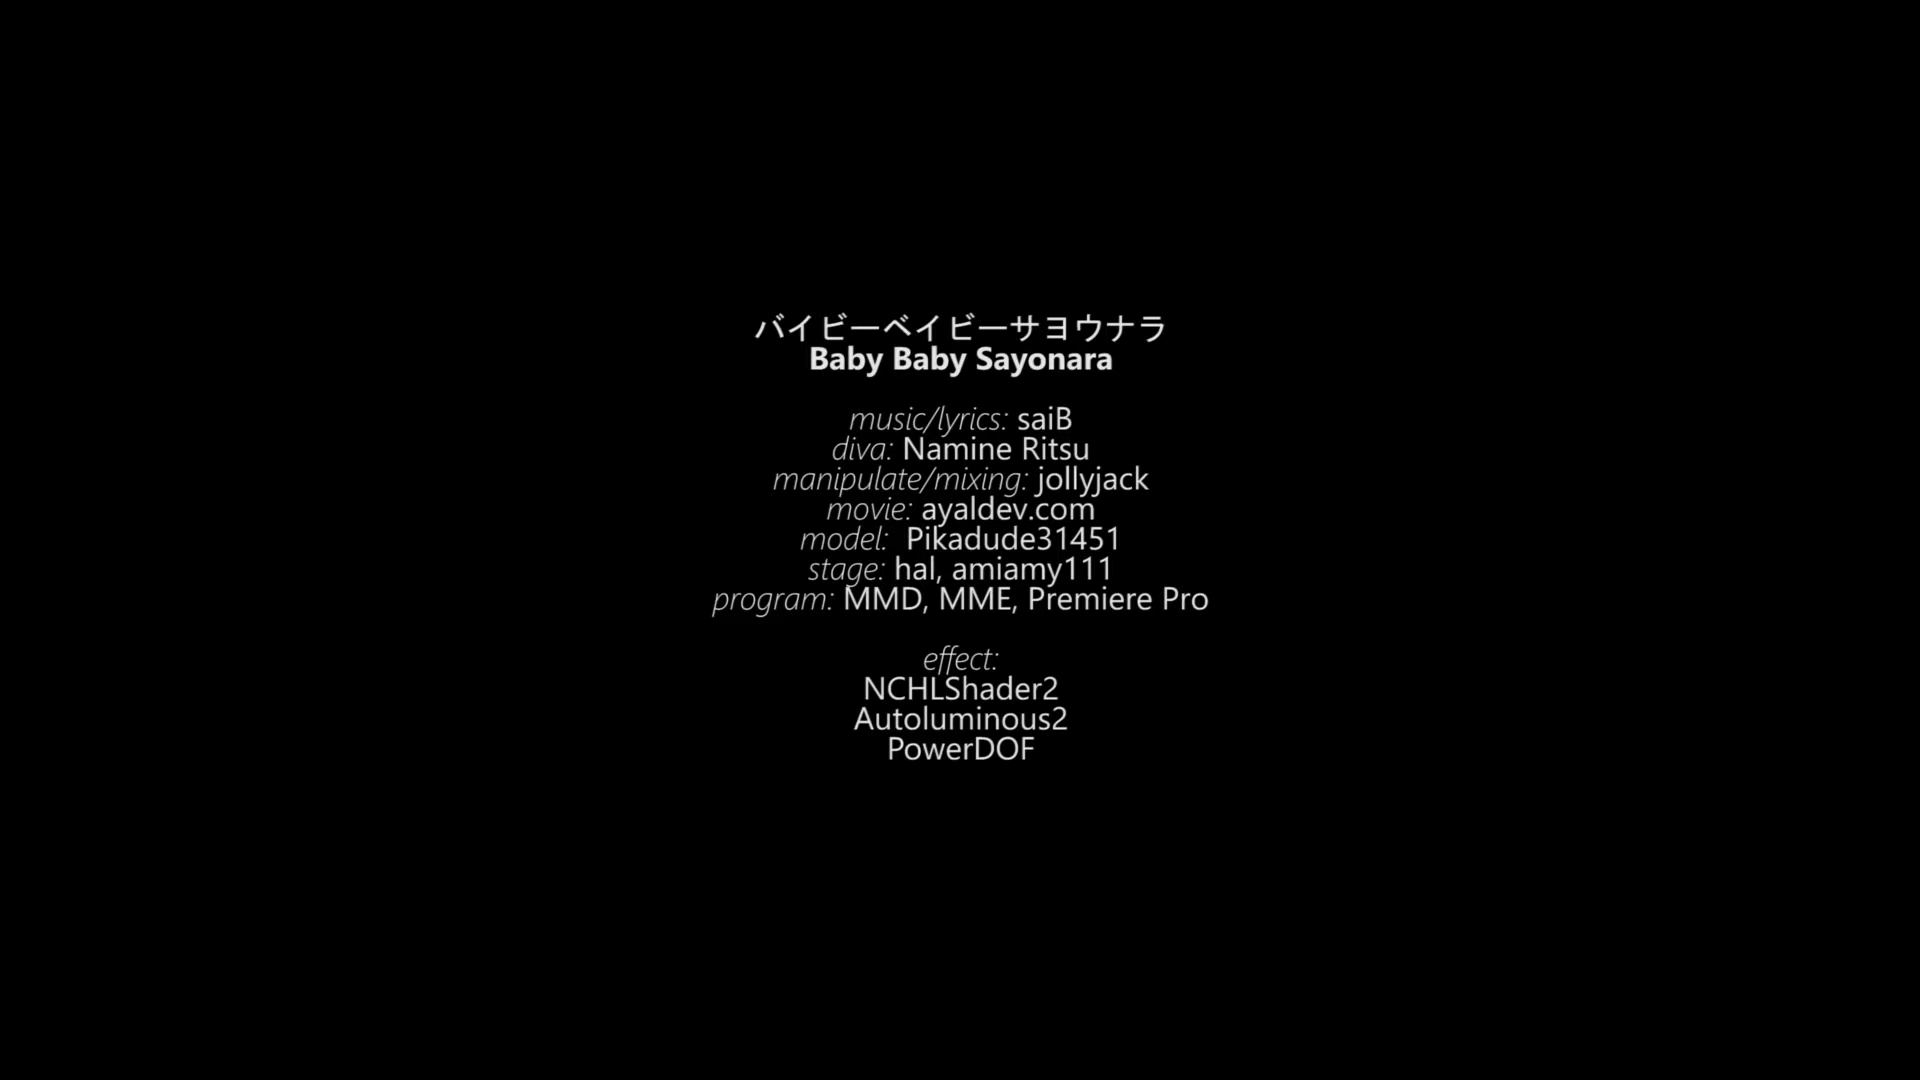 バイビーベイビーサヨウナラ
Baby Baby Sayonara
music/lyrics: saiB
diva: Namine Ritsu
manipulate/mixing: jollyjack
movie: ayaldev.com
model: Pikadude31451
stage: hal, amiamy111
program: MMD, MME, Premiere Pro
effect:
NCHLShader2
Autoluminous2
PowerDOF